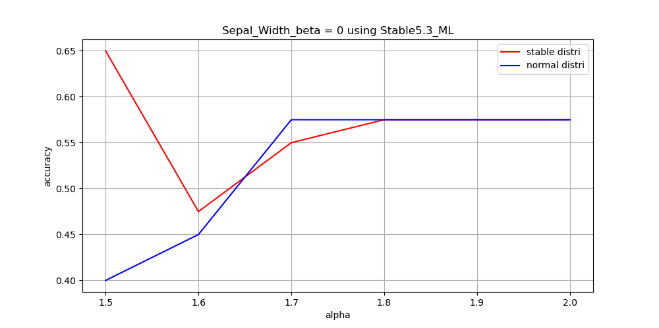 Sepal_Width_beta = 0 using Stable5.3_ML
stable distri
normal distri
accuracy
0.65
0.60
0.55
0.50
0.45
0.40
1.5 1.6 1.7 1.8 1.9 2.0
alpha